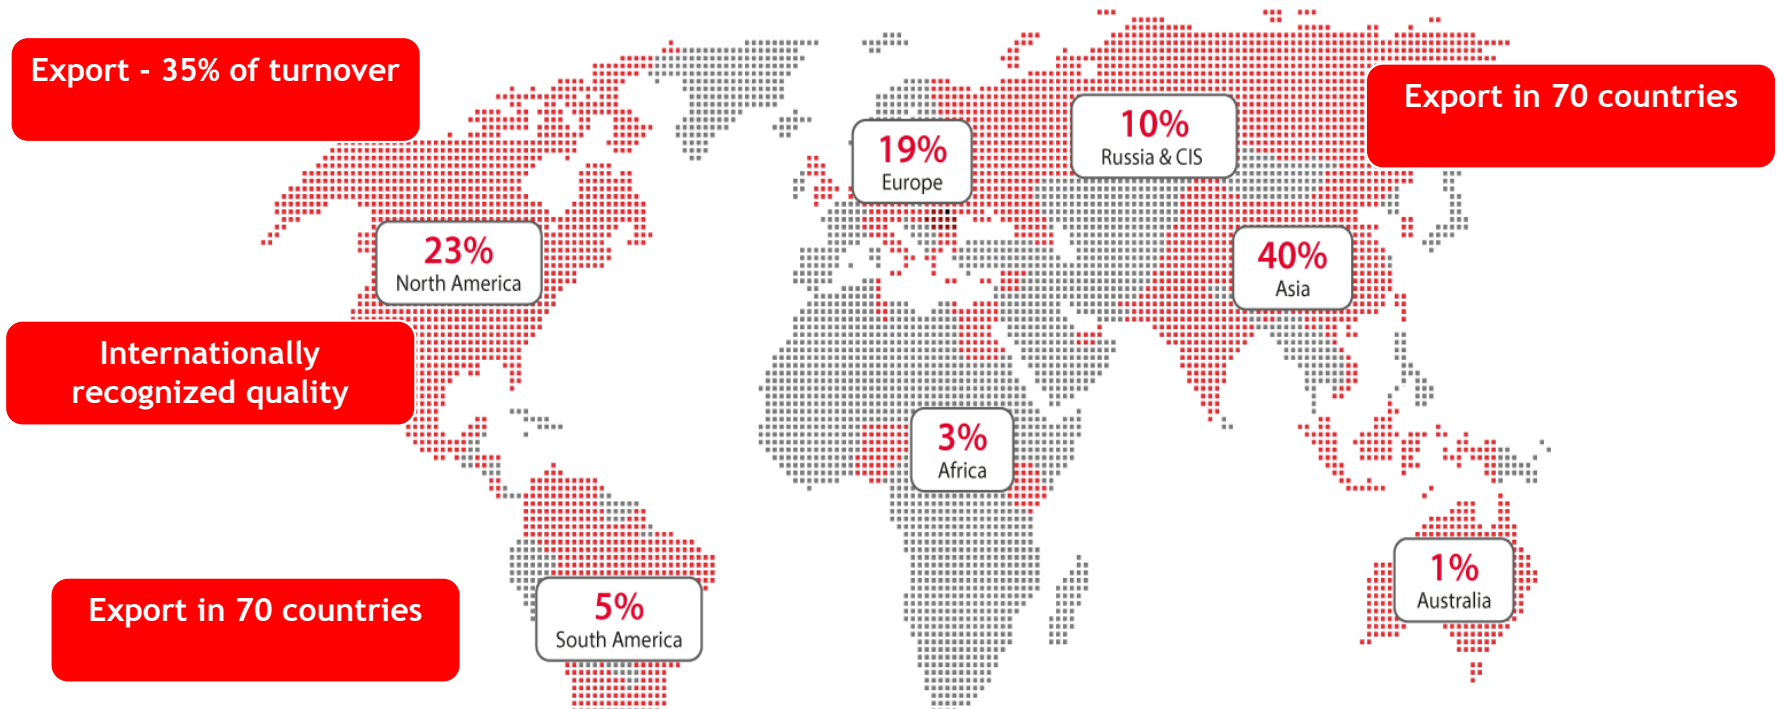 Export - 35% of turnover
Export in 70 countries
10%
Russia & CIS
19%
Europe
23%
North America
40%
Asia
Internationally
recognized quality
3%
Africa
1%
Australia
Export in 70 countries
5%
South America